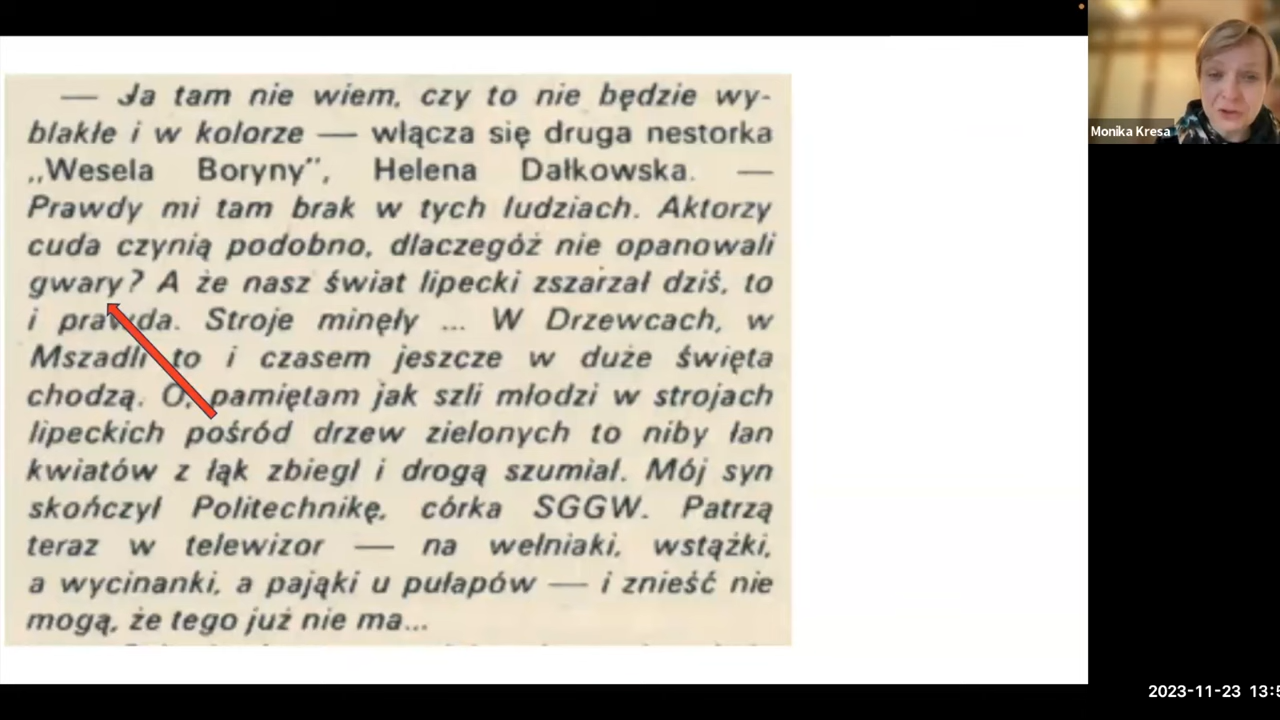 — Ja tam nie wiem, czy to nie będzie wy-
blakłe i w kolorze — włącza się druga nestorka
„Wesela Boryny", Helena Dałkowska. —
Prawdy mi tam brak w tych ludziach. Aktorzy
cuda czynią podobno, dlaczegóż nie opanowali
gwary? A że nasz świat lipecki zszarzał dziś, to
i prawda. Stroje minęły ... W Drzewcach, w
Mszadli to i czasem jeszcze w duże święta
chodzą. O, pamiętam jak szli młodzi w strojach
lipeckich pośród drzew zielonych to niby łan
kwiatów z łąk zbiegł i drogą szumiał. Mój syn
skończył Politechnikę, córka SGGW. Patrzą
teraz w telewizor — na wełniaki, wstążki,
a wycinanki, a pająki u pułapów — i znieść nie
mogą, że tego już nie ma...
Monika Kresa
2023-11-23 13:5